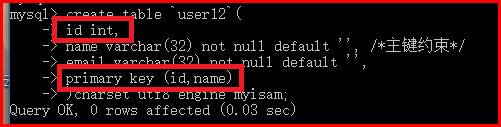 mysql> create table `user12`(
-> id int,
-> name varchar(32) not null default '', /*主键约束*/
-> email varchar(32) not null default '',
-> primary key (id,name)
-> )charset utf8 engine myisam;
Query OK, 0 rows affected (0.03 sec)